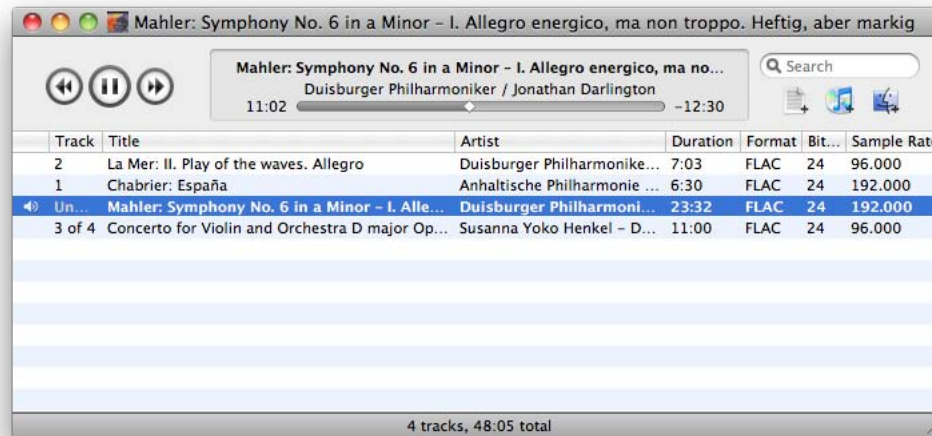 Mahler: Symphony No. 6 in a Minor – I. Allegro energico, ma non troppo. Heftig, aber markig
Mahler: Symphony No. 6 in a Minor – I. Allegro energico, ma no...
Duisburger Philharmoniker / Jonathan Darlington
11:02 -12:30
Search
Track Title Artist Duration Format Bit... Sample Rat
2 La Mer: II. Play of the waves. Allegro Duisburger Philharmonike... 7:03 FLAC 24 96.000
1 Chabrier: España Anhaltische Philharmonie ... 6:30 FLAC 24 192.000
Un... Mahler: Symphony No. 6 in a Minor – I. Alle... Duisburger Philharmoni... 23:32 FLAC 24 192.000
3 of 4 Concerto for Violin and Orchestra D major Op... Susanna Yoko Henkel – D... 11:00 FLAC 24 96.000
4 tracks, 48:05 total